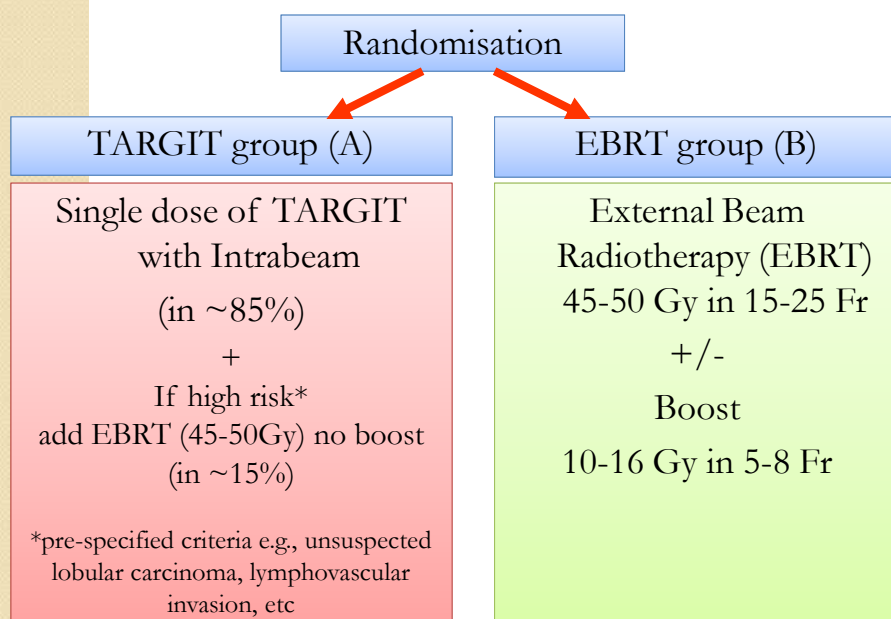 Randomisation
TARGIT group (A)
Single dose of TARGIT
with Intrabeam
(in ~85%)
+
If high risk*
add EBRT (45-50Gy) no boost
(in ~15%)
*pre-specified criteria e.g., unsuspected
lobular carcinoma, lymphovascular
invasion, etc
EBRT group (B)
External Beam
Radiotherapy (EBRT)
45-50 Gy in 15-25 Fr
+/-
Boost
10-16 Gy in 5-8 Fr